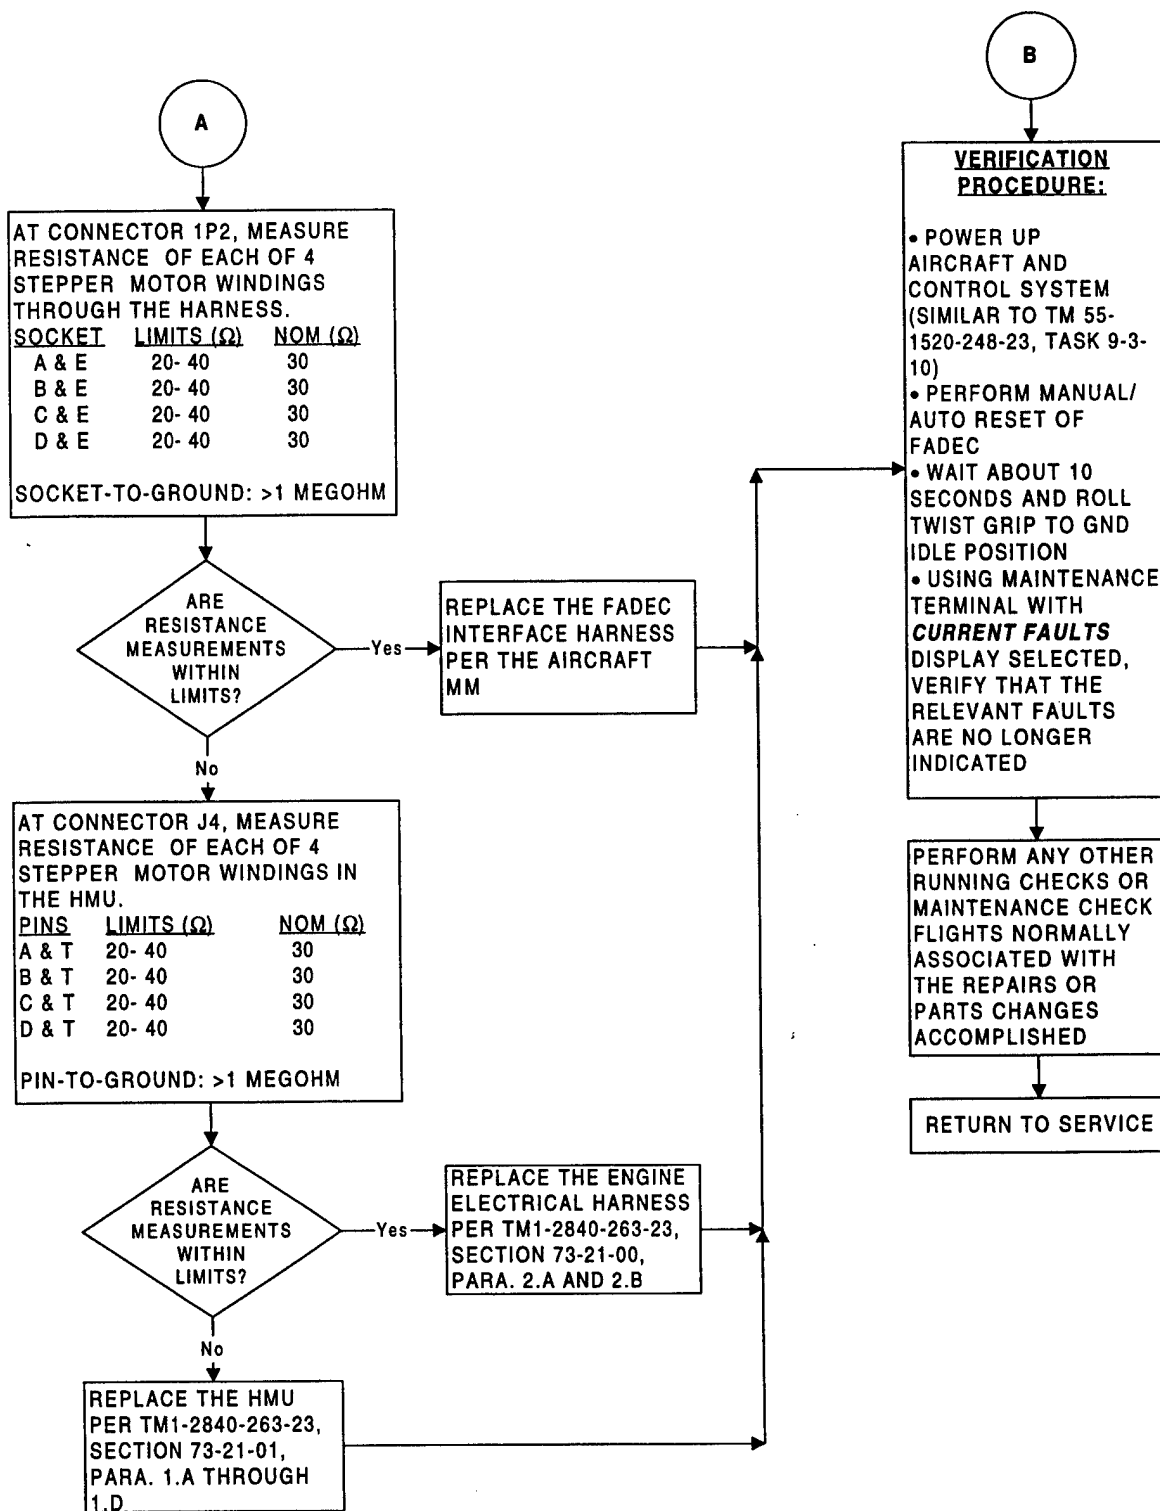 A
AT CONNECTOR 1P2, MEASURE
RESISTANCE OF EACH OF 4
STEPPER MOTOR WINDINGS
THROUGH THE HARNESS.
SOCKET LIMITS (Ω) NOM (Ω)
A & E 20- 40 30
B & E 20- 40 30
C & E 20- 40 30
D & E 20- 40 30
SOCKET-TO-GROUND: >1 MEGOHM
ARE
RESISTANCE
MEASUREMENTS
WITHIN
LIMITS?
Yes
REPLACE THE FADEC
INTERFACE HARNESS
PER THE AIRCRAFT
MM
No
AT CONNECTOR J4, MEASURE
RESISTANCE OF EACH OF 4
STEPPER MOTOR WINDINGS IN
THE HMU.
PINS LIMITS (Ω) NOM (Ω)
A & T 20- 40 30
B & T 20- 40 30
C & T 20- 40 30
D & T 20- 40 30
PIN-TO-GROUND: >1 MEGOHM
ARE
RESISTANCE
MEASUREMENTS
WITHIN
LIMITS?
Yes
REPLACE THE ENGINE
ELECTRICAL HARNESS
PER TM1-2840-263-23,
SECTION 73-21-00,
PARA. 2.A AND 2.B
No
REPLACE THE HMU
PER TM1-2840-263-23,
SECTION 73-21-01,
PARA. 1.A THROUGH
1.D
B
VERIFICATION
PROCEDURE:
• POWER UP
AIRCRAFT AND
CONTROL SYSTEM
(SIMILAR TO TM 55-
1520-248-23, TASK 9-3-
10)
• PERFORM MANUAL/
AUTO RESET OF
FADEC
• WAIT ABOUT 10
SECONDS AND ROLL
TWIST GRIP TO GND
IDLE POSITION
• USING MAINTENANCE
TERMINAL WITH
CURRENT FAULTS
DISPLAY SELECTED,
VERIFY THAT THE
RELEVANT FAULTS
ARE NO LONGER
INDICATED
PERFORM ANY OTHER
RUNNING CHECKS OR
MAINTENANCE CHECK
FLIGHTS NORMALLY
ASSOCIATED WITH
THE REPAIRS OR
PARTS CHANGES
ACCOMPLISHED
RETURN TO SERVICE